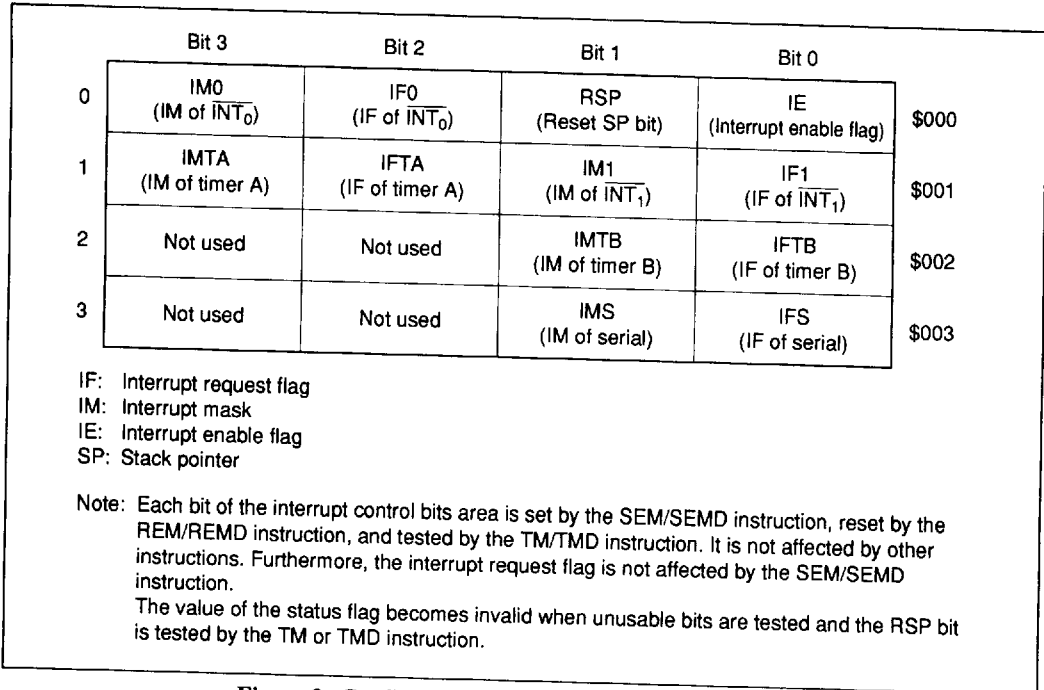 Bit 3 Bit 2 Bit 1 Bit 0
0 IM0 (IM of INT0) IF0 (IF of INT0) RSP (Reset SP bit) IE (Interrupt enable flag) $000
1 IMTA (IM of timer A) IFTA (IF of timer A) IM1 (IM of INT1) IF1 (IF of INT1) $001
2 Not used Not used IMTB (IM of timer B) IFTB (IF of timer B) $002
3 Not used Not used IMS (IM of serial) IFS (IF of serial) $003
IF: Interrupt request flag
IM: Interrupt mask
IE: Interrupt enable flag
SP: Stack pointer
Note: Each bit of the interrupt control bits area is set by the SEM/SEMD instruction, reset by the
REM/REMD instruction, and tested by the TM/TMD instruction. It is not affected by other
instructions. Furthermore, the interrupt request flag is not affected by the SEM/SEMD
instruction.
The value of the status flag becomes invalid when unusable bits are tested and the RSP bit
is tested by the TM or TMD instruction.